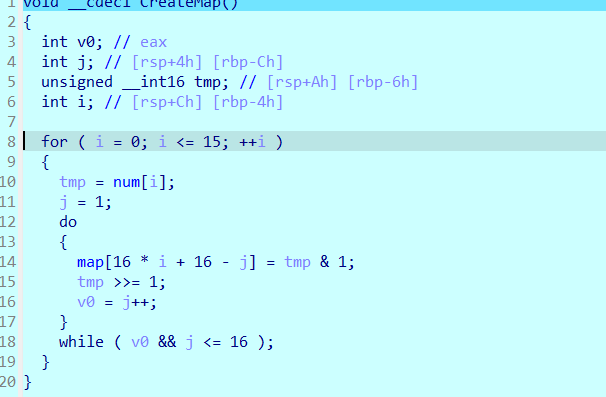 1 void __cdecl CreateMap()
2 {
3 int v0; // eax
4 int j; // [rsp+4h] [rbp-Ch]
5 unsigned __int16 tmp; // [rsp+Ah] [rbp-6h]
6 int i; // [rsp+Ch] [rbp-4h]
7
8 for ( i = 0; i <= 15; ++i )
9 {
10 tmp = num[i];
11 j = 1;
12 do
13 {
14 map[16 * i + 16 - j] = tmp & 1;
15 tmp >>= 1;
16 v0 = j++;
17 }
18 while ( v0 && j <= 16 );
19 }
20 }